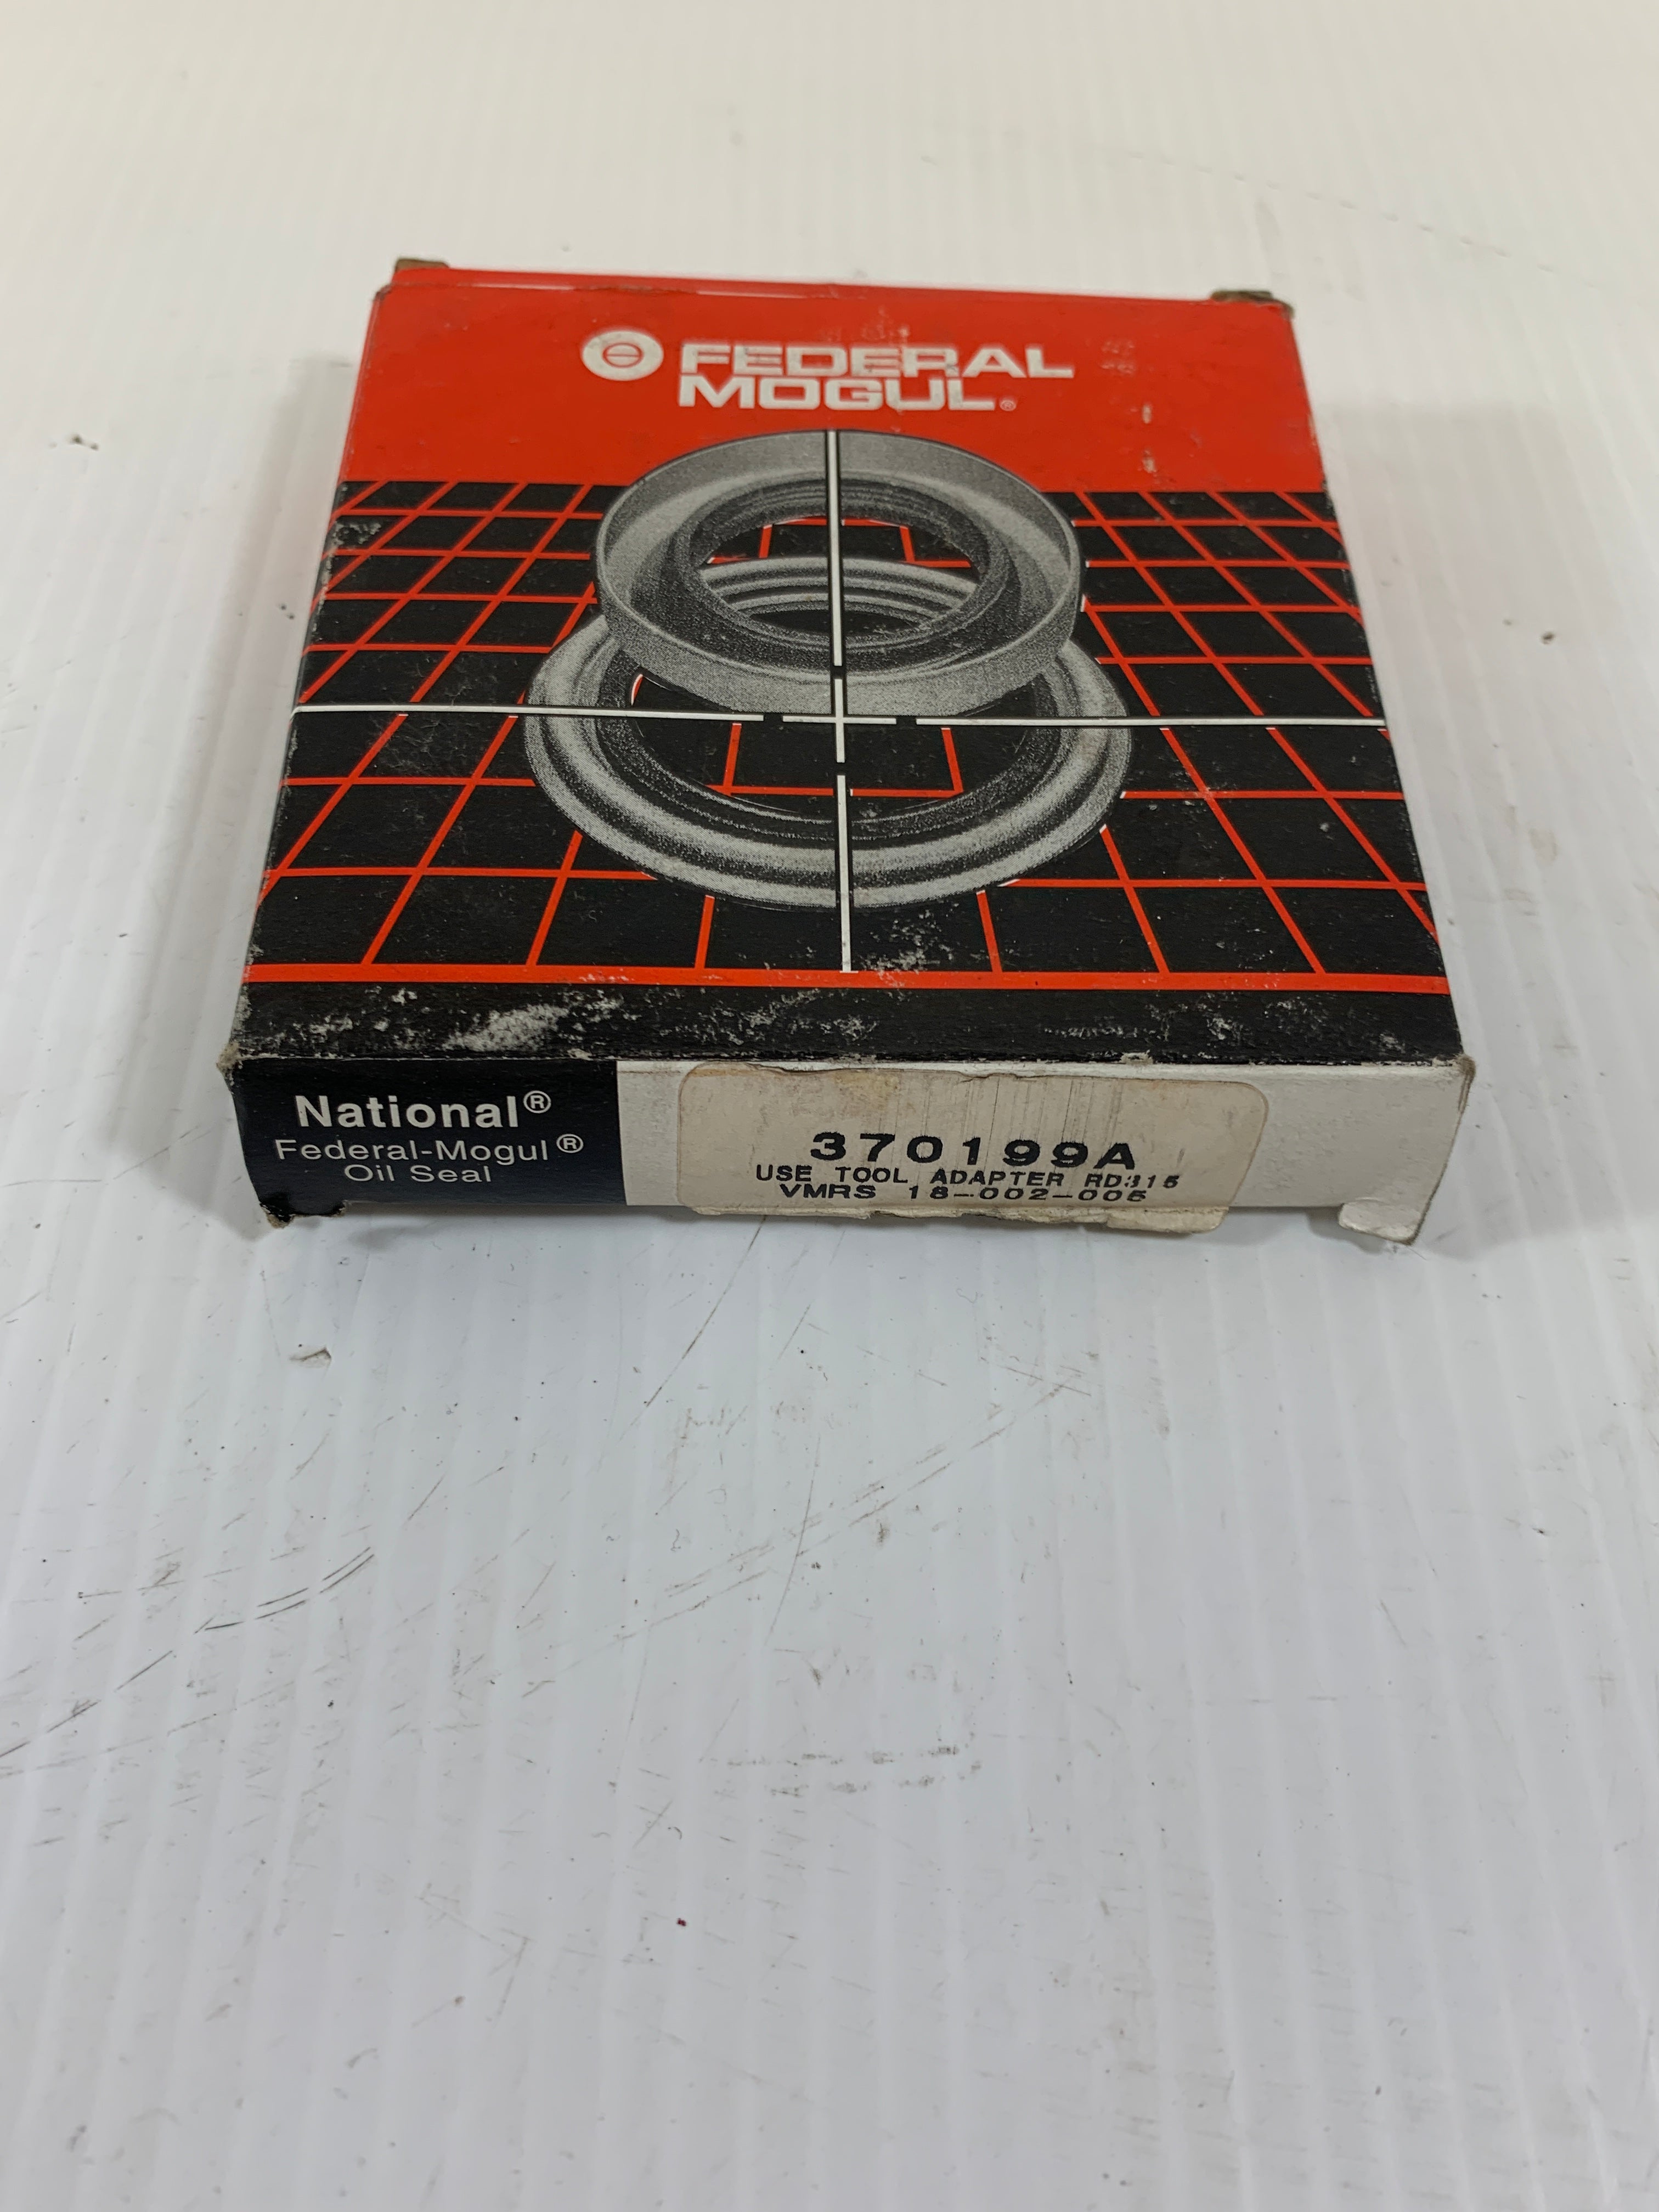 FEDERAL
MOGUL®
National®
Federal-Mogul®
Oil Seal
370199A
USE TOOL ADAPTER RD315
VMRS 18-002-005